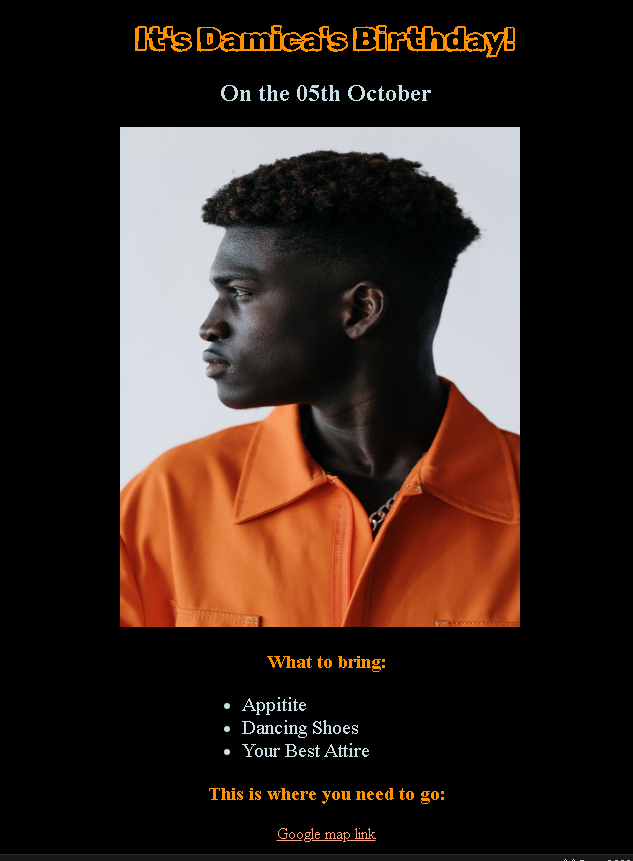 It's Damica's Birthday!
On the 05th October
What to bring:
Appitite
Dancing Shoes
Your Best Attire
This is where you need to go:
Google map link